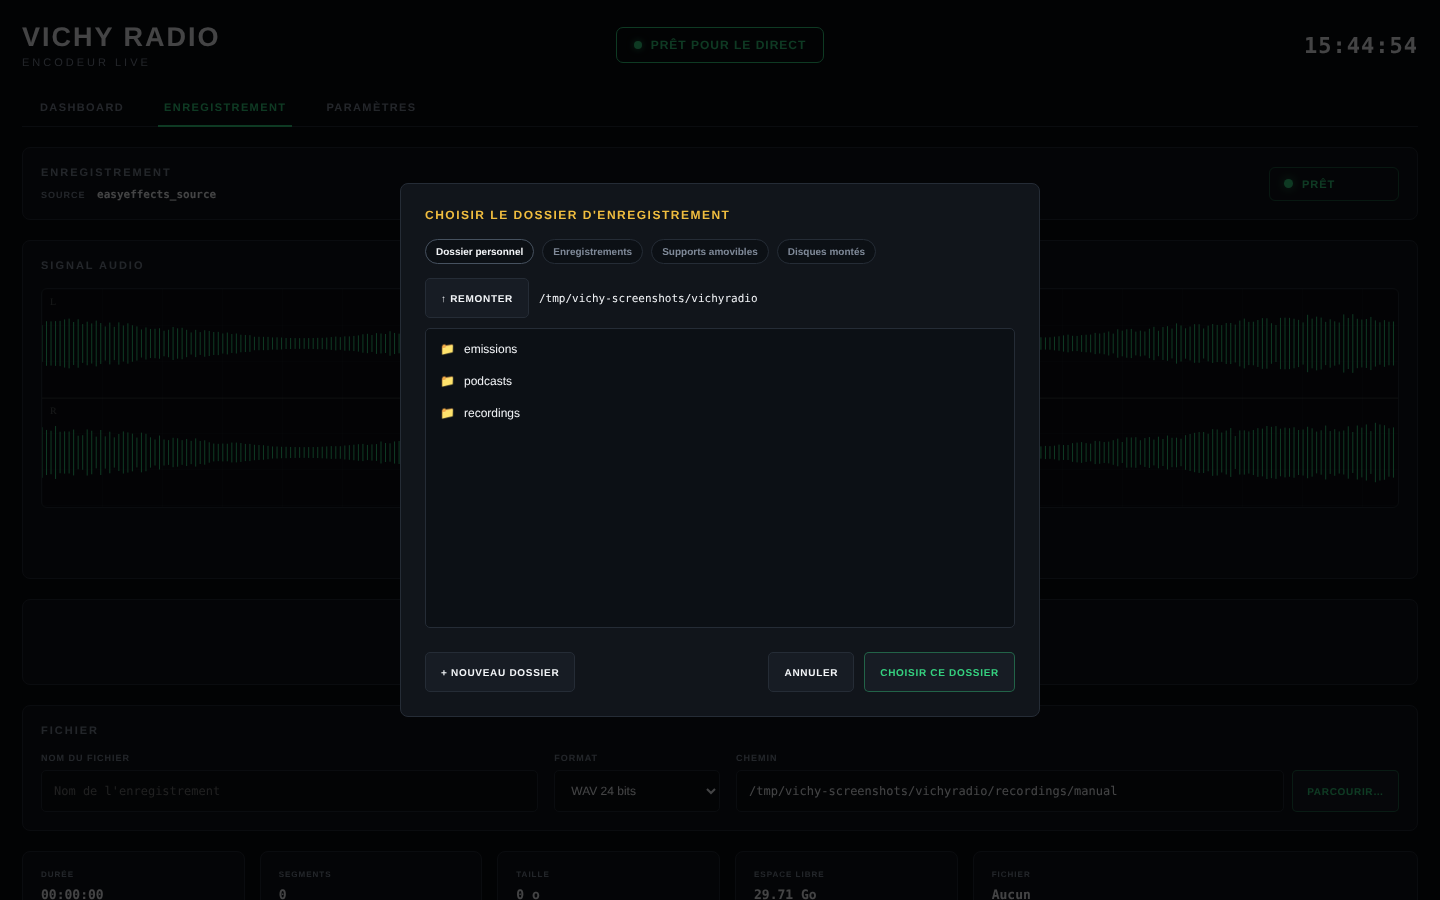 VICHY RADIO
ENCODEUR LIVE
PRÊT POUR LE DIRECT
15:44:54
DASHBOARD
ENREGISTREMENT
PARAMÈTRES
ENREGISTREMENT
SOURCE easyeffects_source
PRÊT
SIGNAL AUDIO
L
R
CHOISIR LE DOSSIER D'ENREGISTREMENT
Dossier personnel
Enregistrements
Supports amovibles
Disques montés
↑ REMONTER
/tmp/vichy-screenshots/vichyradio
emissions
podcasts
recordings
+ NOUVEAU DOSSIER
ANNULER
CHOISIR CE DOSSIER
FICHIER
NOM DU FICHIER
Nom de l'enregistrement
FORMAT
WAV 24 bits
CHEMIN
/tmp/vichy-screenshots/vichyradio/recordings/manual
PARCOURIR...
DURÉE
00:00:00
SEGMENTS
0
TAILLE
0 o
ESPACE LIBRE
29.71 Go
FICHIER
Aucun